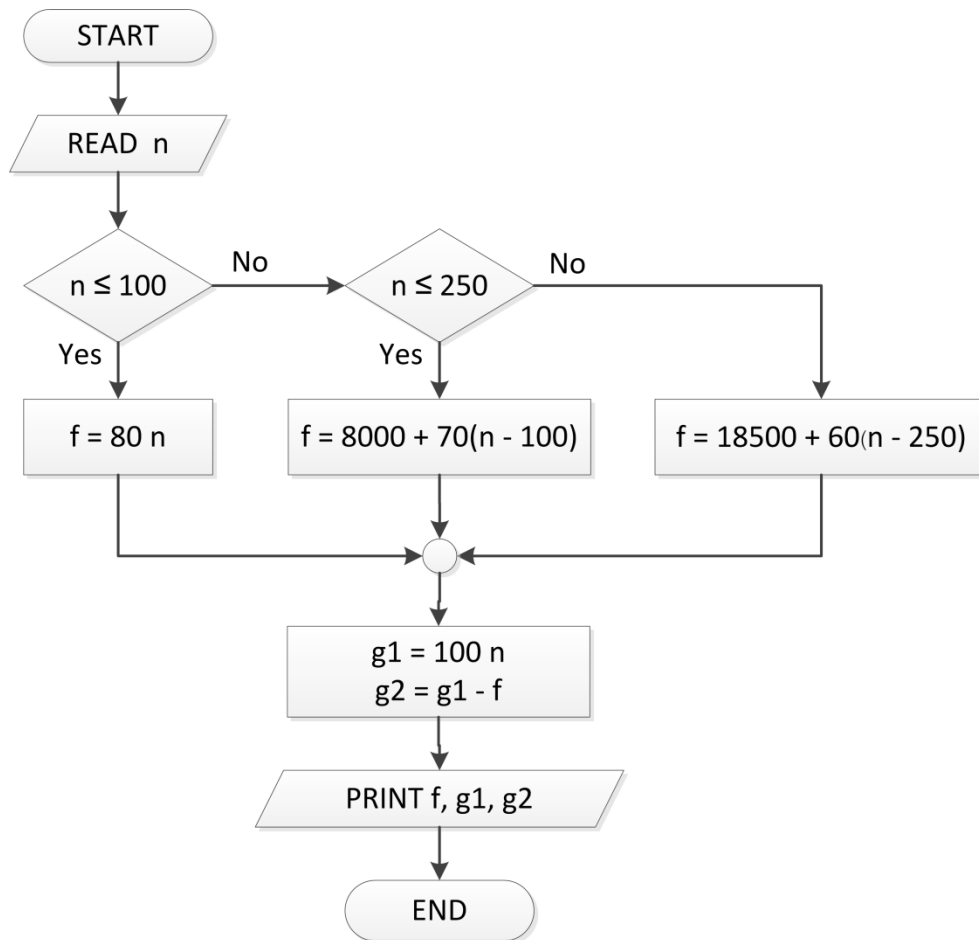 START
READ n
n ≤ 100
No
n ≤ 250
No
Yes
Yes
f = 80 n
f = 8000 + 70(n - 100)
f = 18500 + 60(n - 250)
g1 = 100 n
g2 = g1 - f
PRINT f, g1, g2
END